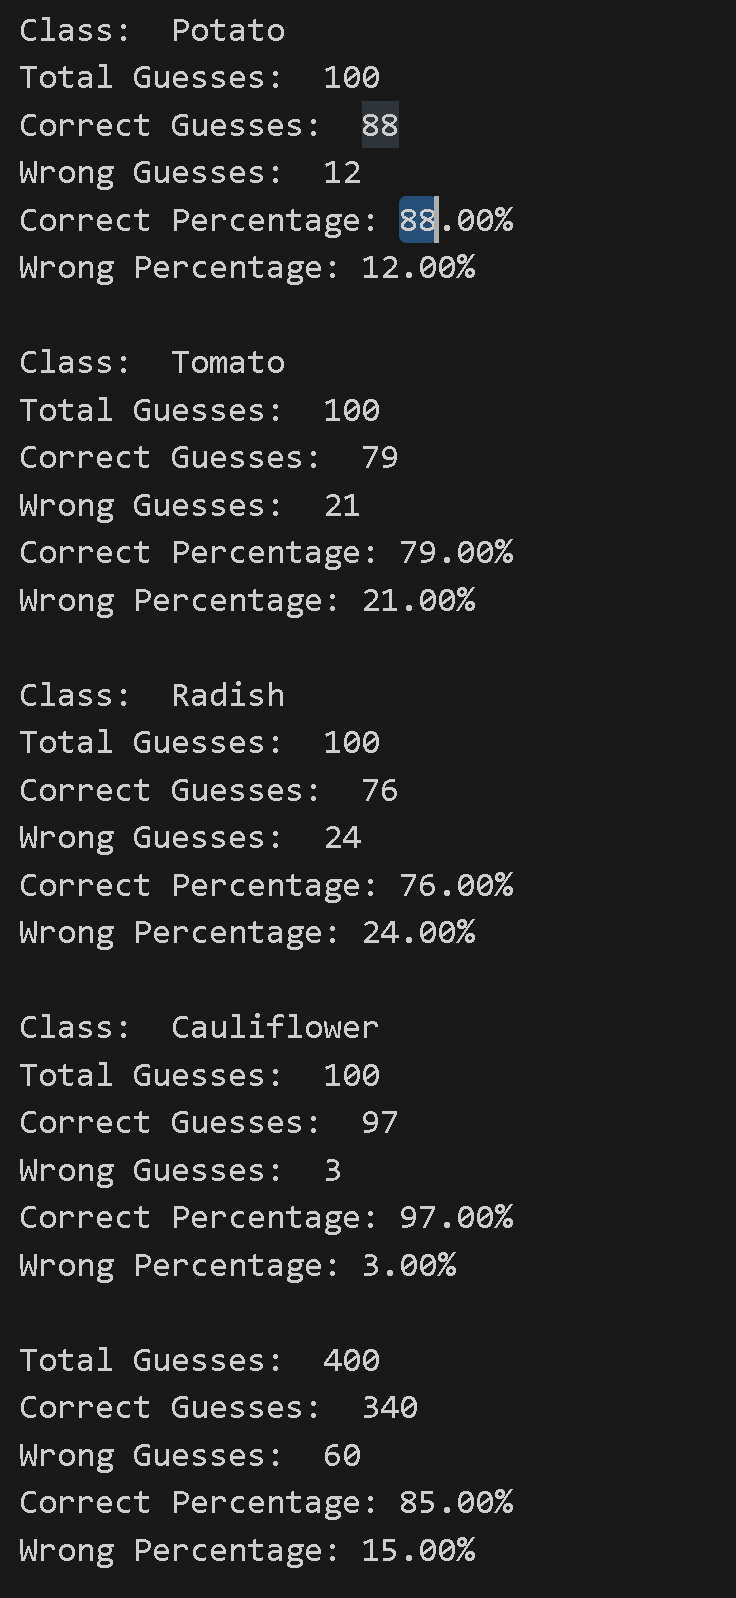 Class:  Potato
Total Guesses:  100
Correct Guesses:  88
Wrong Guesses:  12
Correct Percentage: 88.00%
Wrong Percentage: 12.00%

Class:  Tomato
Total Guesses:  100
Correct Guesses:  79
Wrong Guesses:  21
Correct Percentage: 79.00%
Wrong Percentage: 21.00%

Class:  Radish
Total Guesses:  100
Correct Guesses:  76
Wrong Guesses:  24
Correct Percentage: 76.00%
Wrong Percentage: 24.00%

Class:  Cauliflower
Total Guesses:  100
Correct Guesses:  97
Wrong Guesses:  3
Correct Percentage: 97.00%
Wrong Percentage: 3.00%

Total Guesses:  400
Correct Guesses:  340
Wrong Guesses:  60
Correct Percentage: 85.00%
Wrong Percentage: 15.00%